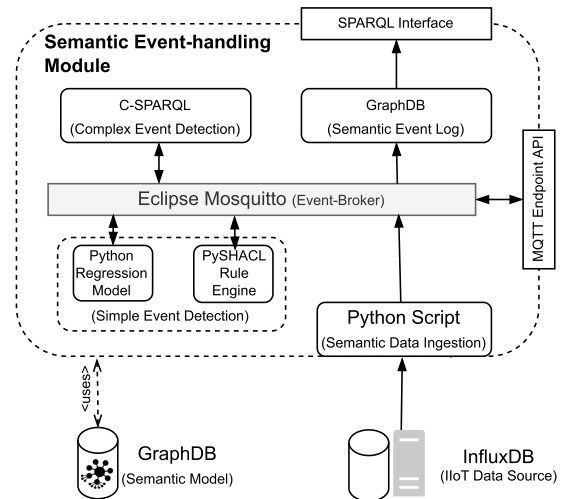 SPARQL Interface
Semantic Event-handling
Module
C-SPARQL
(Complex Event Detection)
GraphDB
(Semantic Event Log)
MQTT Endpoint API
Eclipse Mosquitto (Event-Broker)
Python
Regression
Model
PySHACL
Rule
Engine
(Simple Event Detection)
Python Script
(Semantic Data Ingestion)
<uses>
GraphDB
(Semantic Model)
InfluxDB
(IIoT Data Source)